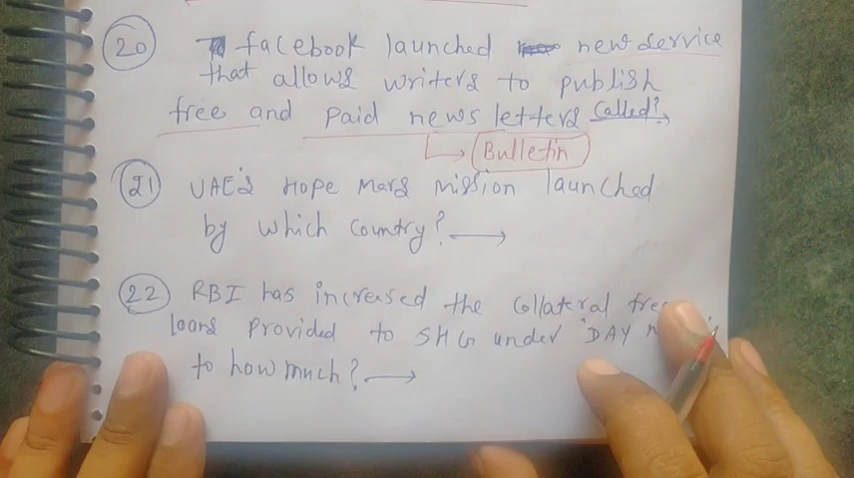 20 facebook launched new service
that allows writers to publish
free and paid news letters called?
Bulletin
21 UAE's Hope Mars mission launched
by which country?
22 RBI has increased the collateral free
loans provided to SHG under 'DAY
to how much?